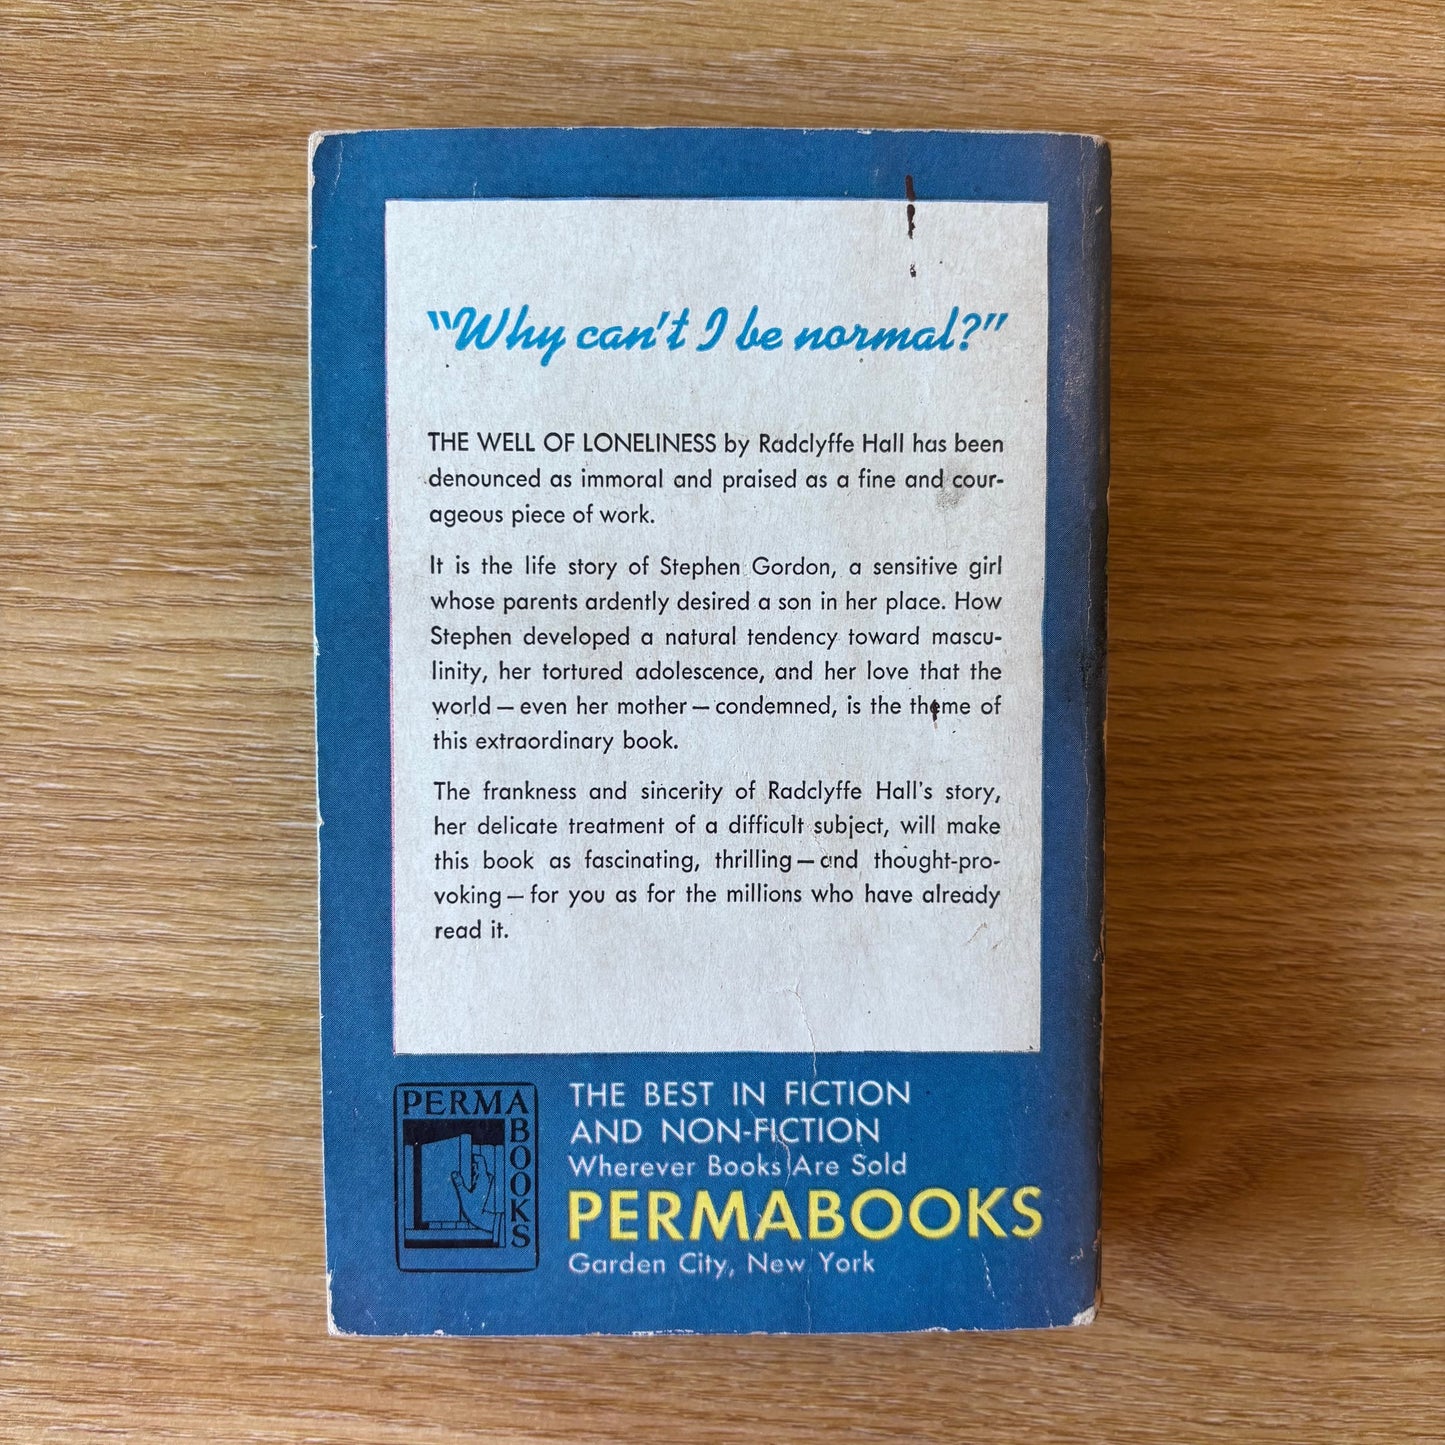 "Why can't I be normal?"
THE WELL OF LONELINESS by Radclyffe Hall has been
denounced as immoral and praised as a fine and cour-
ageous piece of work.
It is the life story of Stephen Gordon, a sensitive girl
whose parents ardently desired a son in her place. How
Stephen developed a natural tendency toward mascu-
linity, her tortured adolescence, and her love that the
world — even her mother — condemned, is the theme of
this extraordinary book.
The frankness and sincerity of Radclyffe Hall's story,
her delicate treatment of a difficult subject, will make
this book as fascinating, thrilling — and thought-pro-
voking — for you as for the millions who have already
read it.
PERMA
BOOKS
THE BEST IN FICTION
AND NON-FICTION
Wherever Books Are Sold
PERMABOOKS
Garden City, New York